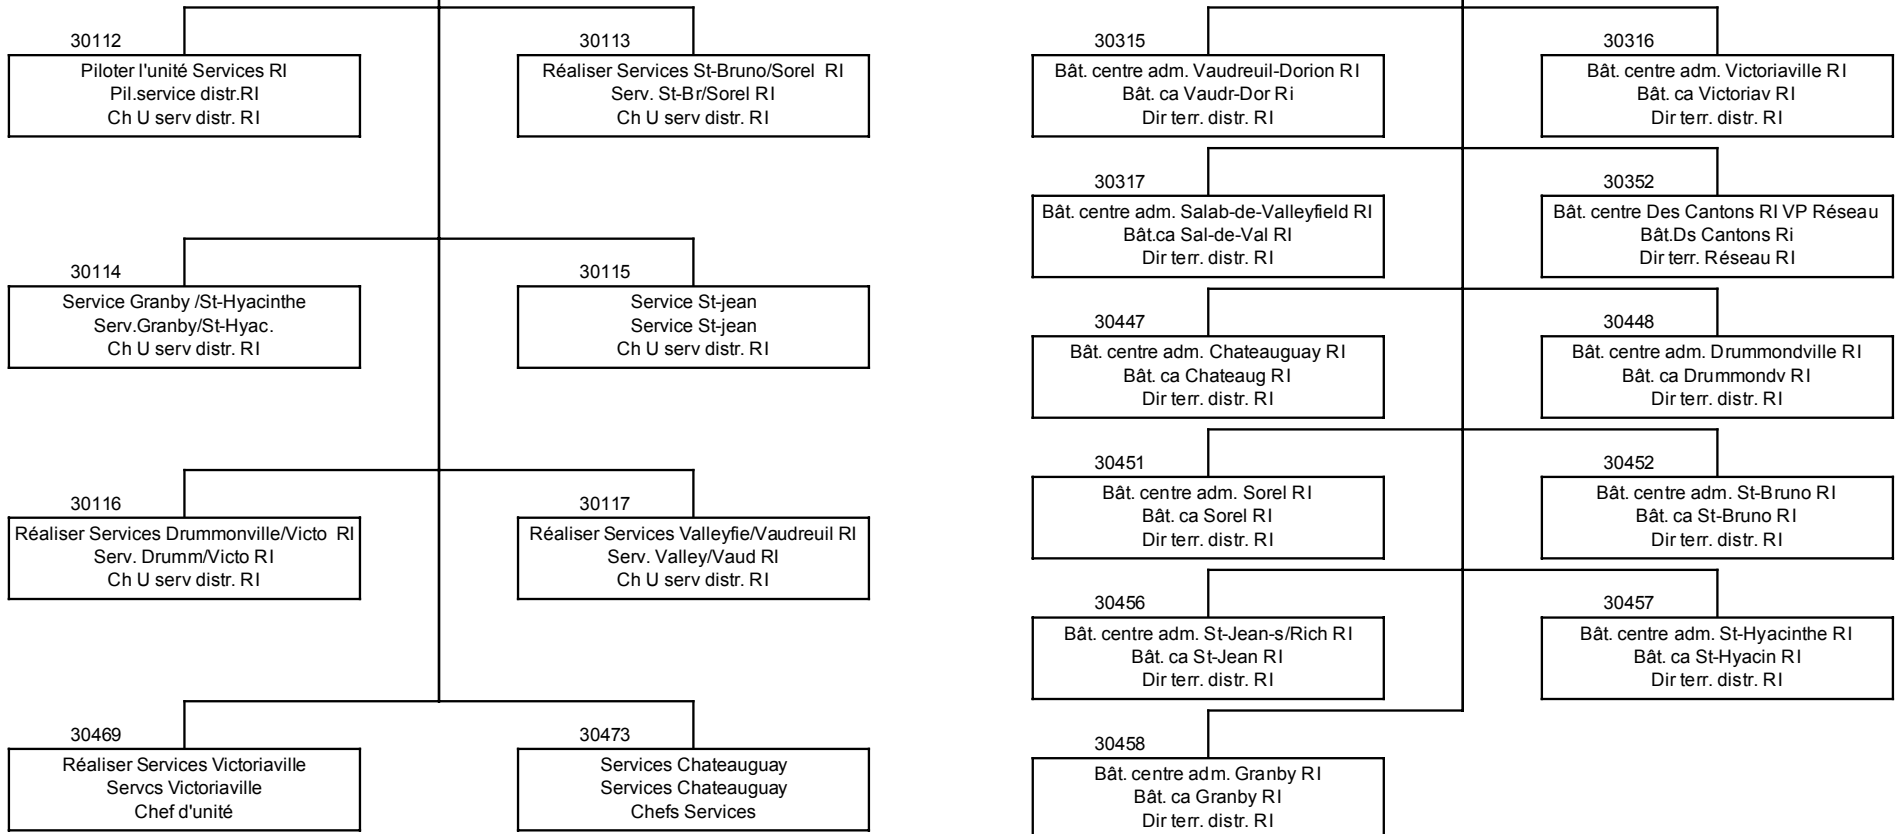 30112
Piloter l'unité Services RI
Pil.service distr.RI
Ch U serv distr. RI
30113
Réaliser Services St-Bruno/Sorel  RI
Serv. St-Br/Sorel RI
Ch U serv distr. RI
30114
Service Granby /St-Hyacinthe
Serv.Granby/St-Hyac.
Ch U serv distr. RI
30115
Service St-jean
Service St-jean
Ch U serv distr. RI
30116
Réaliser Services Drummonville/Victo  RI
Serv. Drumm/Victo RI
Ch U serv distr. RI
30117
Réaliser Services Valleyfie/Vaudreuil RI
Serv. Valley/Vaud RI
Ch U serv distr. RI
30469
Réaliser Services Victoriaville
Servcs Victoriaville
Chef d'unité
30473
Services Chateauguay
Services Chateauguay
Chefs Services
30315
Bât. centre adm. Vaudreuil-Dorion RI
Bât. ca Vaudr-Dor Ri
Dir terr. distr. RI
30316
Bât. centre adm. Victoriaville RI
Bât. ca Victoriav RI
Dir terr. distr. RI
30317
Bât. centre adm. Salab-de-Valleyfield RI
Bât.ca Sal-de-Val RI
Dir terr. distr. RI
30352
Bât. centre Des Cantons RI VP Réseau
Bât.Ds Cantons Ri
Dir terr. Réseau RI
30447
Bât. centre adm. Chateauguay RI
Bât. ca Chateaug RI
Dir terr. distr. RI
30448
Bât. centre adm. Drummondville RI
Bât. ca Drummondv RI
Dir terr. distr. RI
30451
Bât. centre adm. Sorel RI
Bât. ca Sorel RI
Dir terr. distr. RI
30452
Bât. centre adm. St-Bruno RI
Bât. ca St-Bruno RI
Dir terr. distr. RI
30456
Bât. centre adm. St-Jean-s/Rich RI
Bât. ca St-Jean RI
Dir terr. distr. RI
30457
Bât. centre adm. St-Hyacinthe RI
Bât. ca St-Hyacin RI
Dir terr. distr. RI
30458
Bât. centre adm. Granby RI
Bât. ca Granby RI
Dir terr. distr. RI